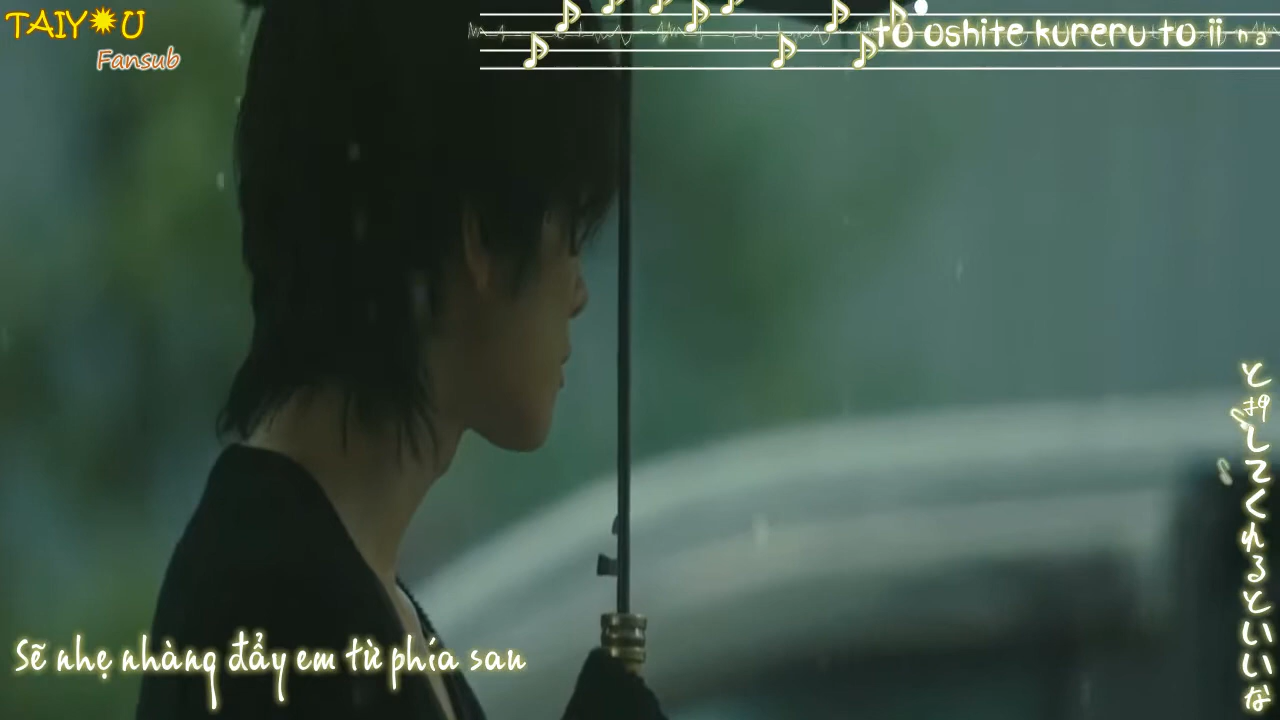 TAIYOU
Fansub
to oshite kureru to ii na
と押してくれるといいな
Sẽ nhẹ nhàng đẩy em từ phía sau